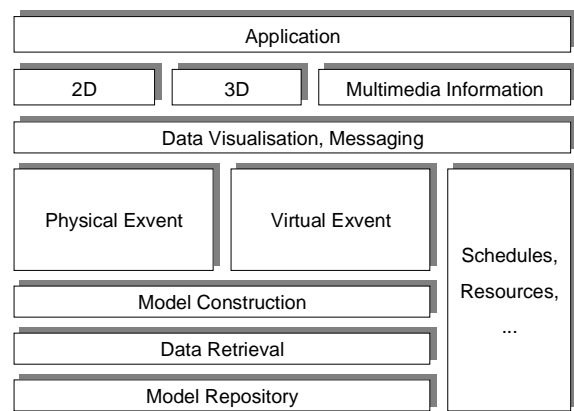 Application
2D
3D
Multimedia Information
Data Visualisation, Messaging
Physical Exvent
Virtual Exvent
Schedules,
Resources,
...
Model Construction
Data Retrieval
Model Repository